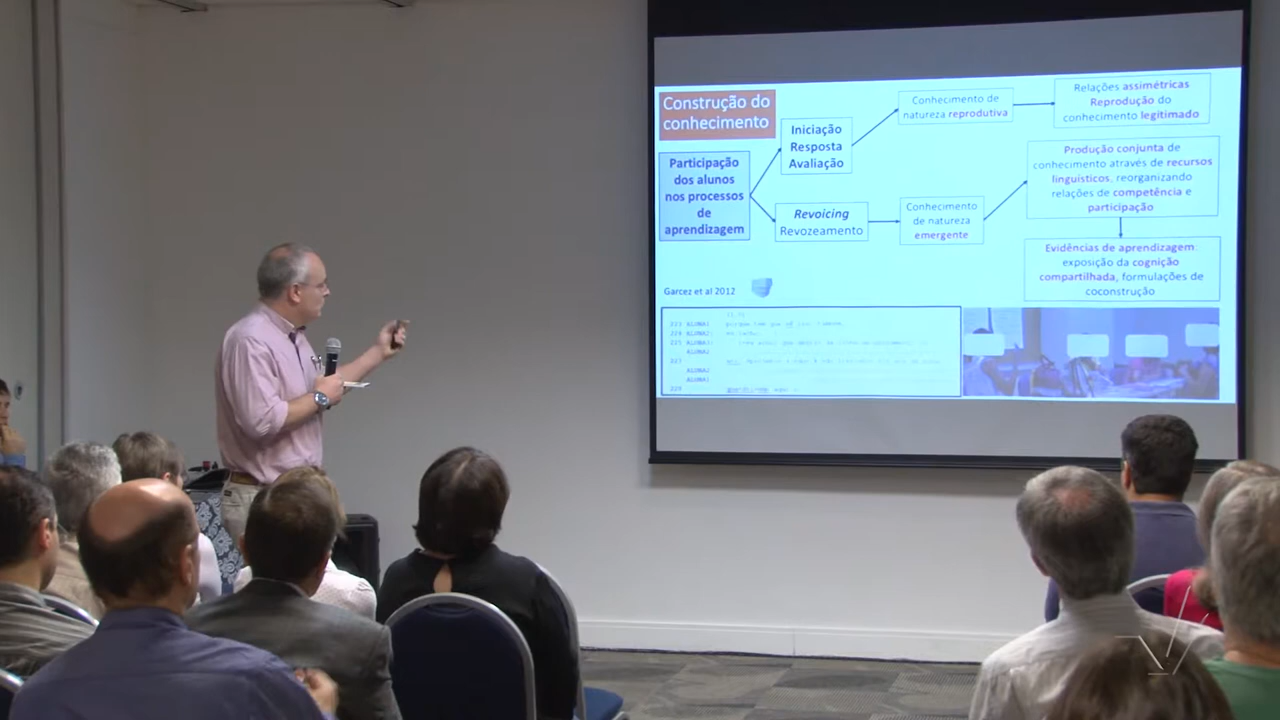 Construção do
conhecimento
Participação
dos alunos
nos processos
de
aprendizagem
Iniciação
Resposta
Avaliação
Conhecimento de
natureza reprodutiva
Relações assimétricas
Reprodução do
conhecimento legitimado
Revoicing
Revozeamento
Conhecimento
de natureza
emergente
Produção conjunta de
conhecimento através de recursos
linguísticos, reorganizando
relações de competência e
participação
Evidências de aprendizagem:
exposição da cognição
compartilhada, formulações de
coconstrução
Garcez et al 2012